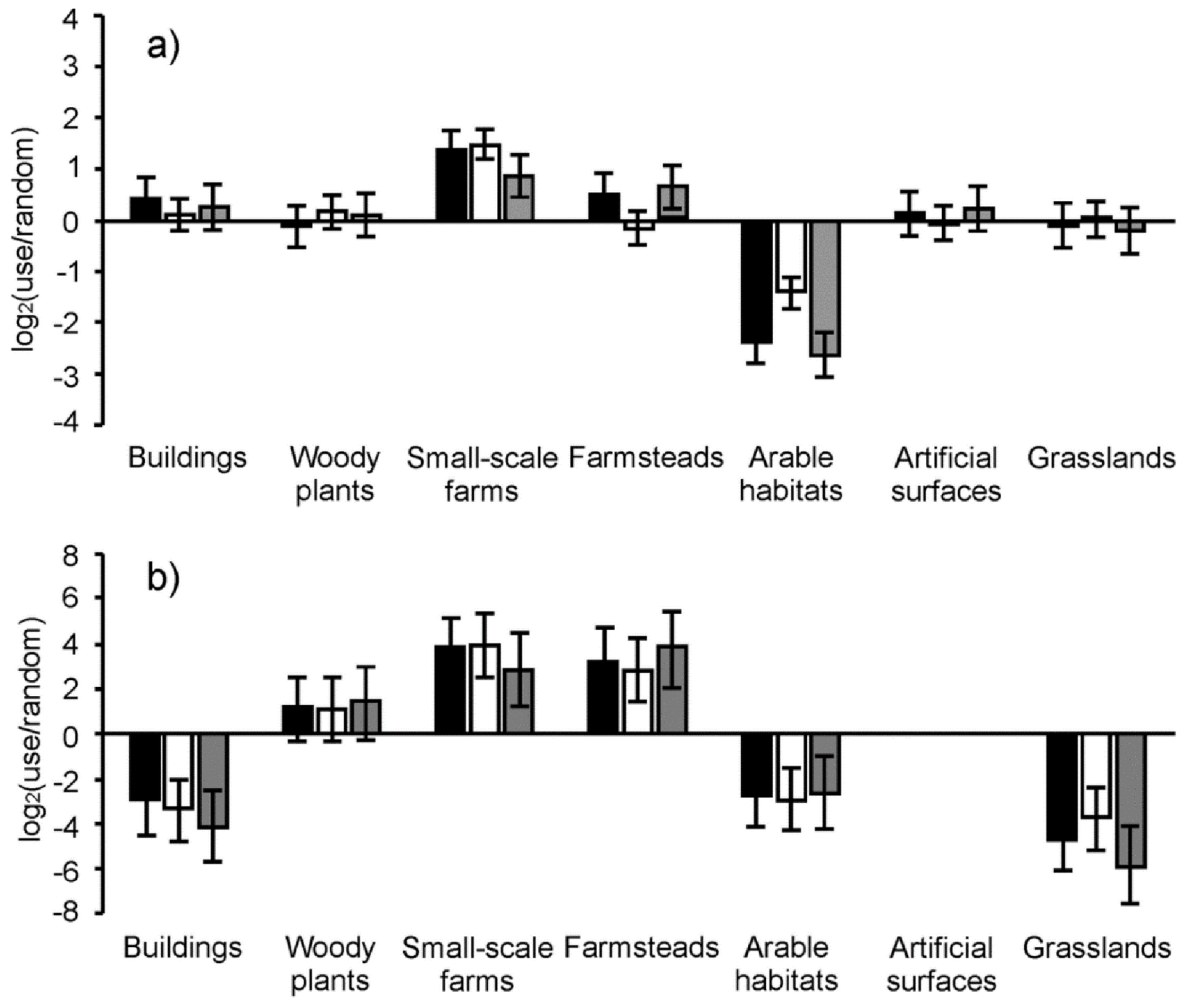 a)
log₂(use/random)
4
3
2
1
0
-1
-2
-3
-4
Buildings
Woody
plants
Small-scale
farms
Farmsteads
Arable
habitats
Artificial
surfaces
Grasslands
b)
log₂(use/random)
8
6
4
2
0
-2
-4
-6
-8
Buildings
Woody
plants
Small-scale
farms
Farmsteads
Arable
habitats
Artificial
surfaces
Grasslands